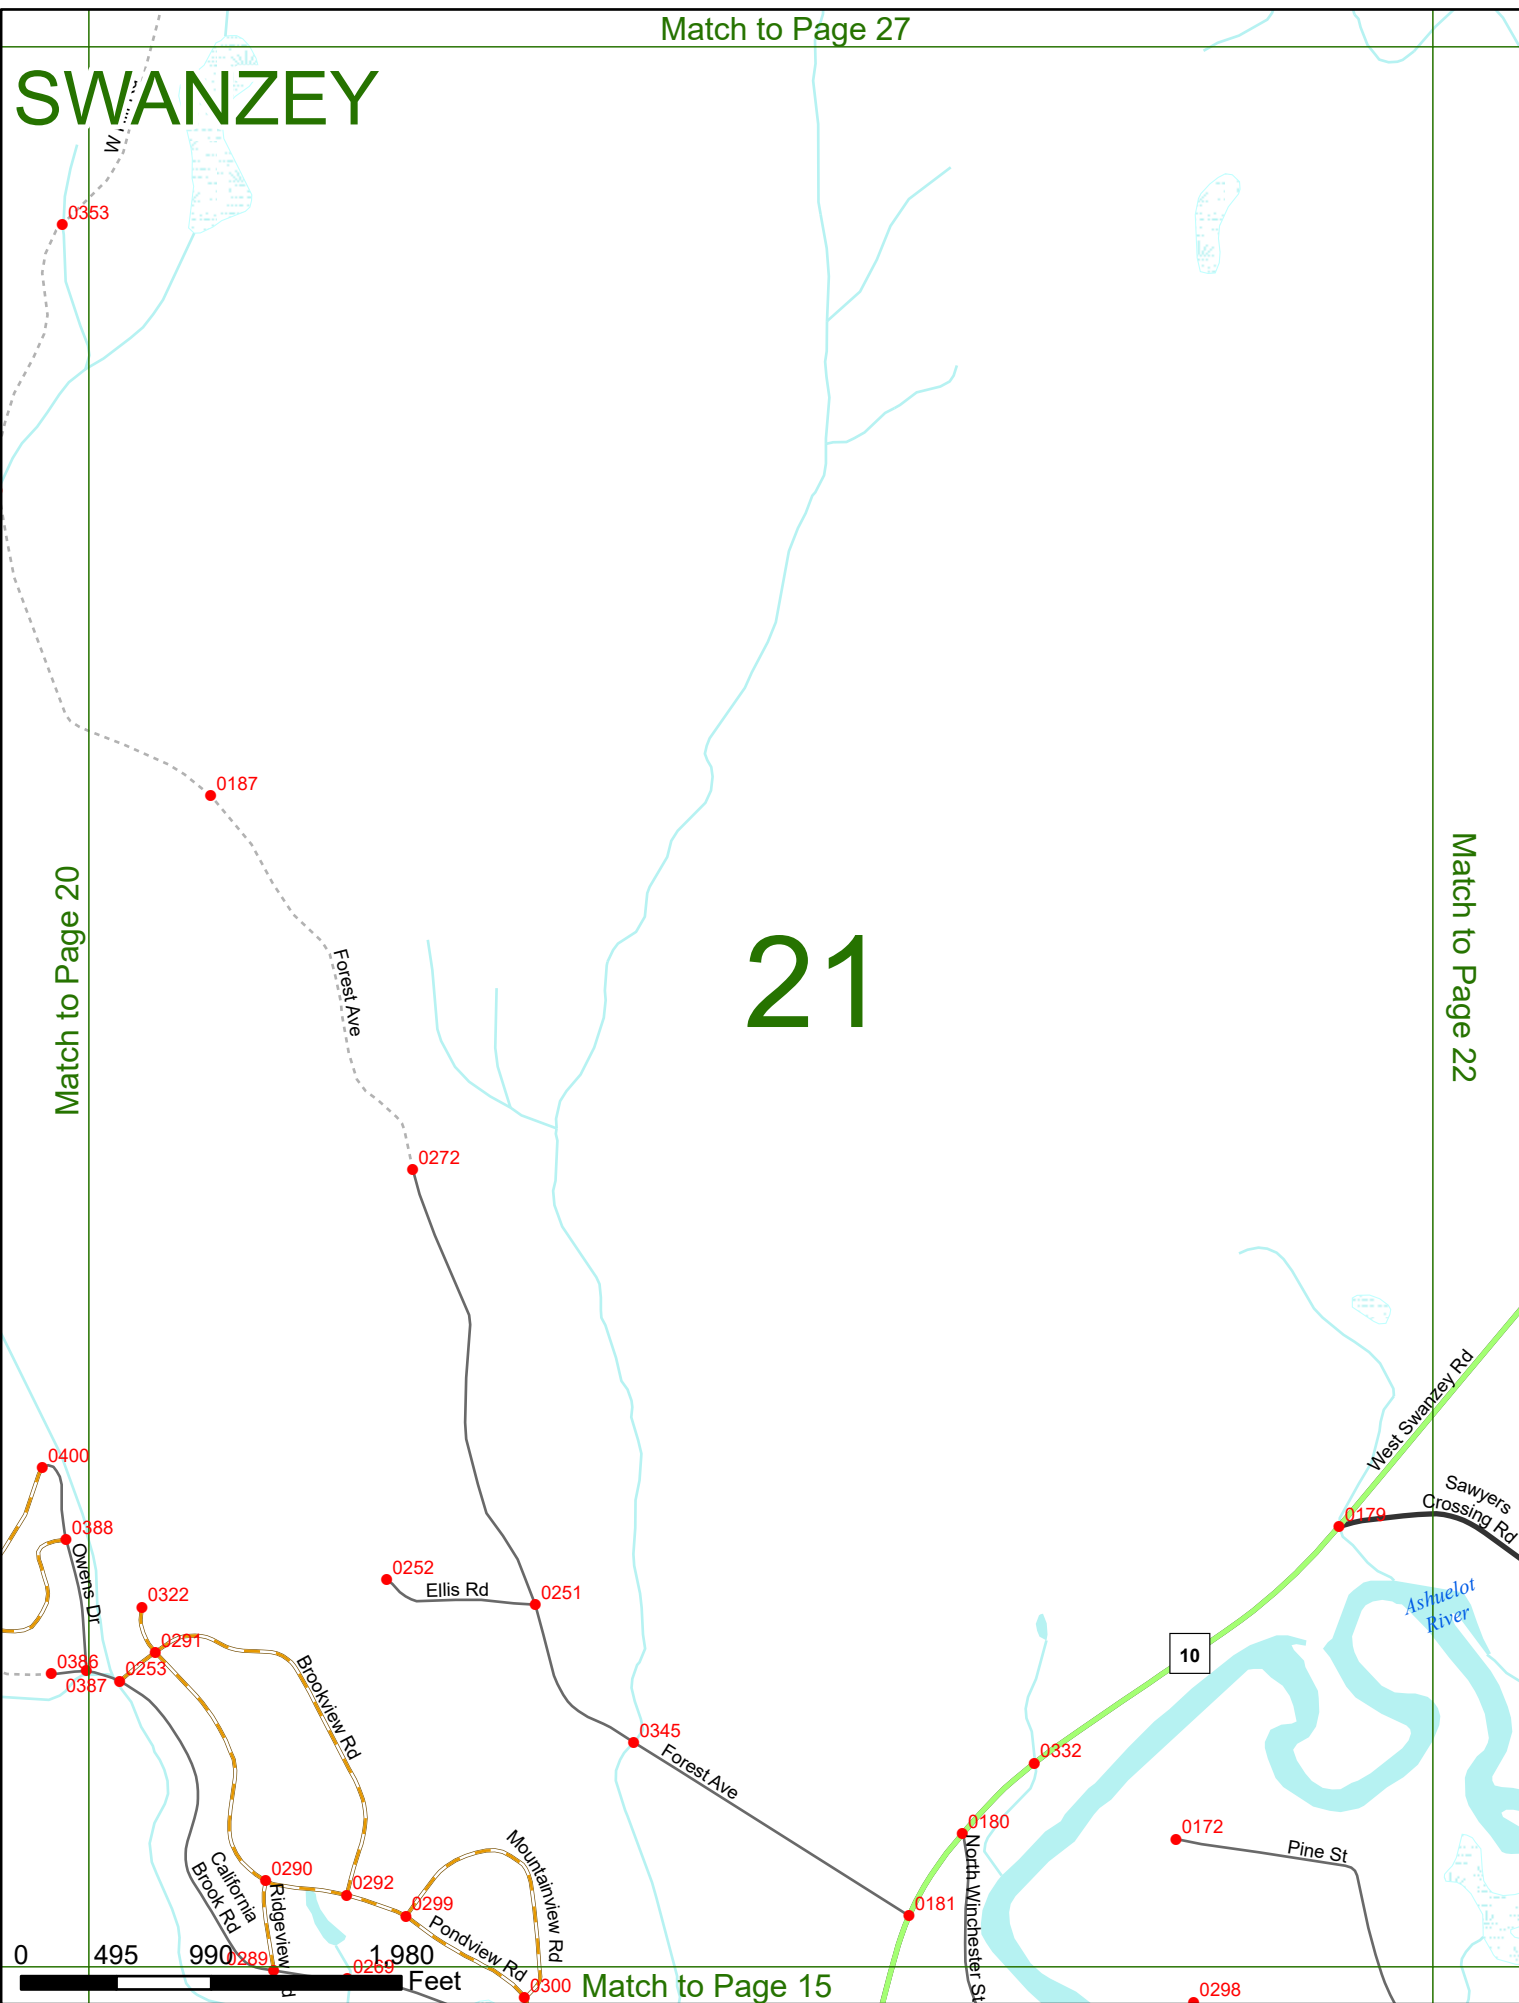 Match to Page 27
SWANZEY
0353
0187
Match to Page 20
Match to Page 22
21
Forest Ave
0272
West Swanzey Rd
0400
Sawyers
Crossing Rd
0179
0388
Owens Dr
0252
Ellis Rd
0251
0322
Ashuelot
River
0291
10
0386
0387
0253
Brookview Rd
0345
Forest Ave
0332
0180
0172
Pine St
North Winchester St
Mountainview Rd
California
Brook Rd
0290
0292
Ridgeview Rd
0299
0181
Pondview Rd
0 495 990 1,980
Feet
0289
0269
0300
Match to Page 15
0298